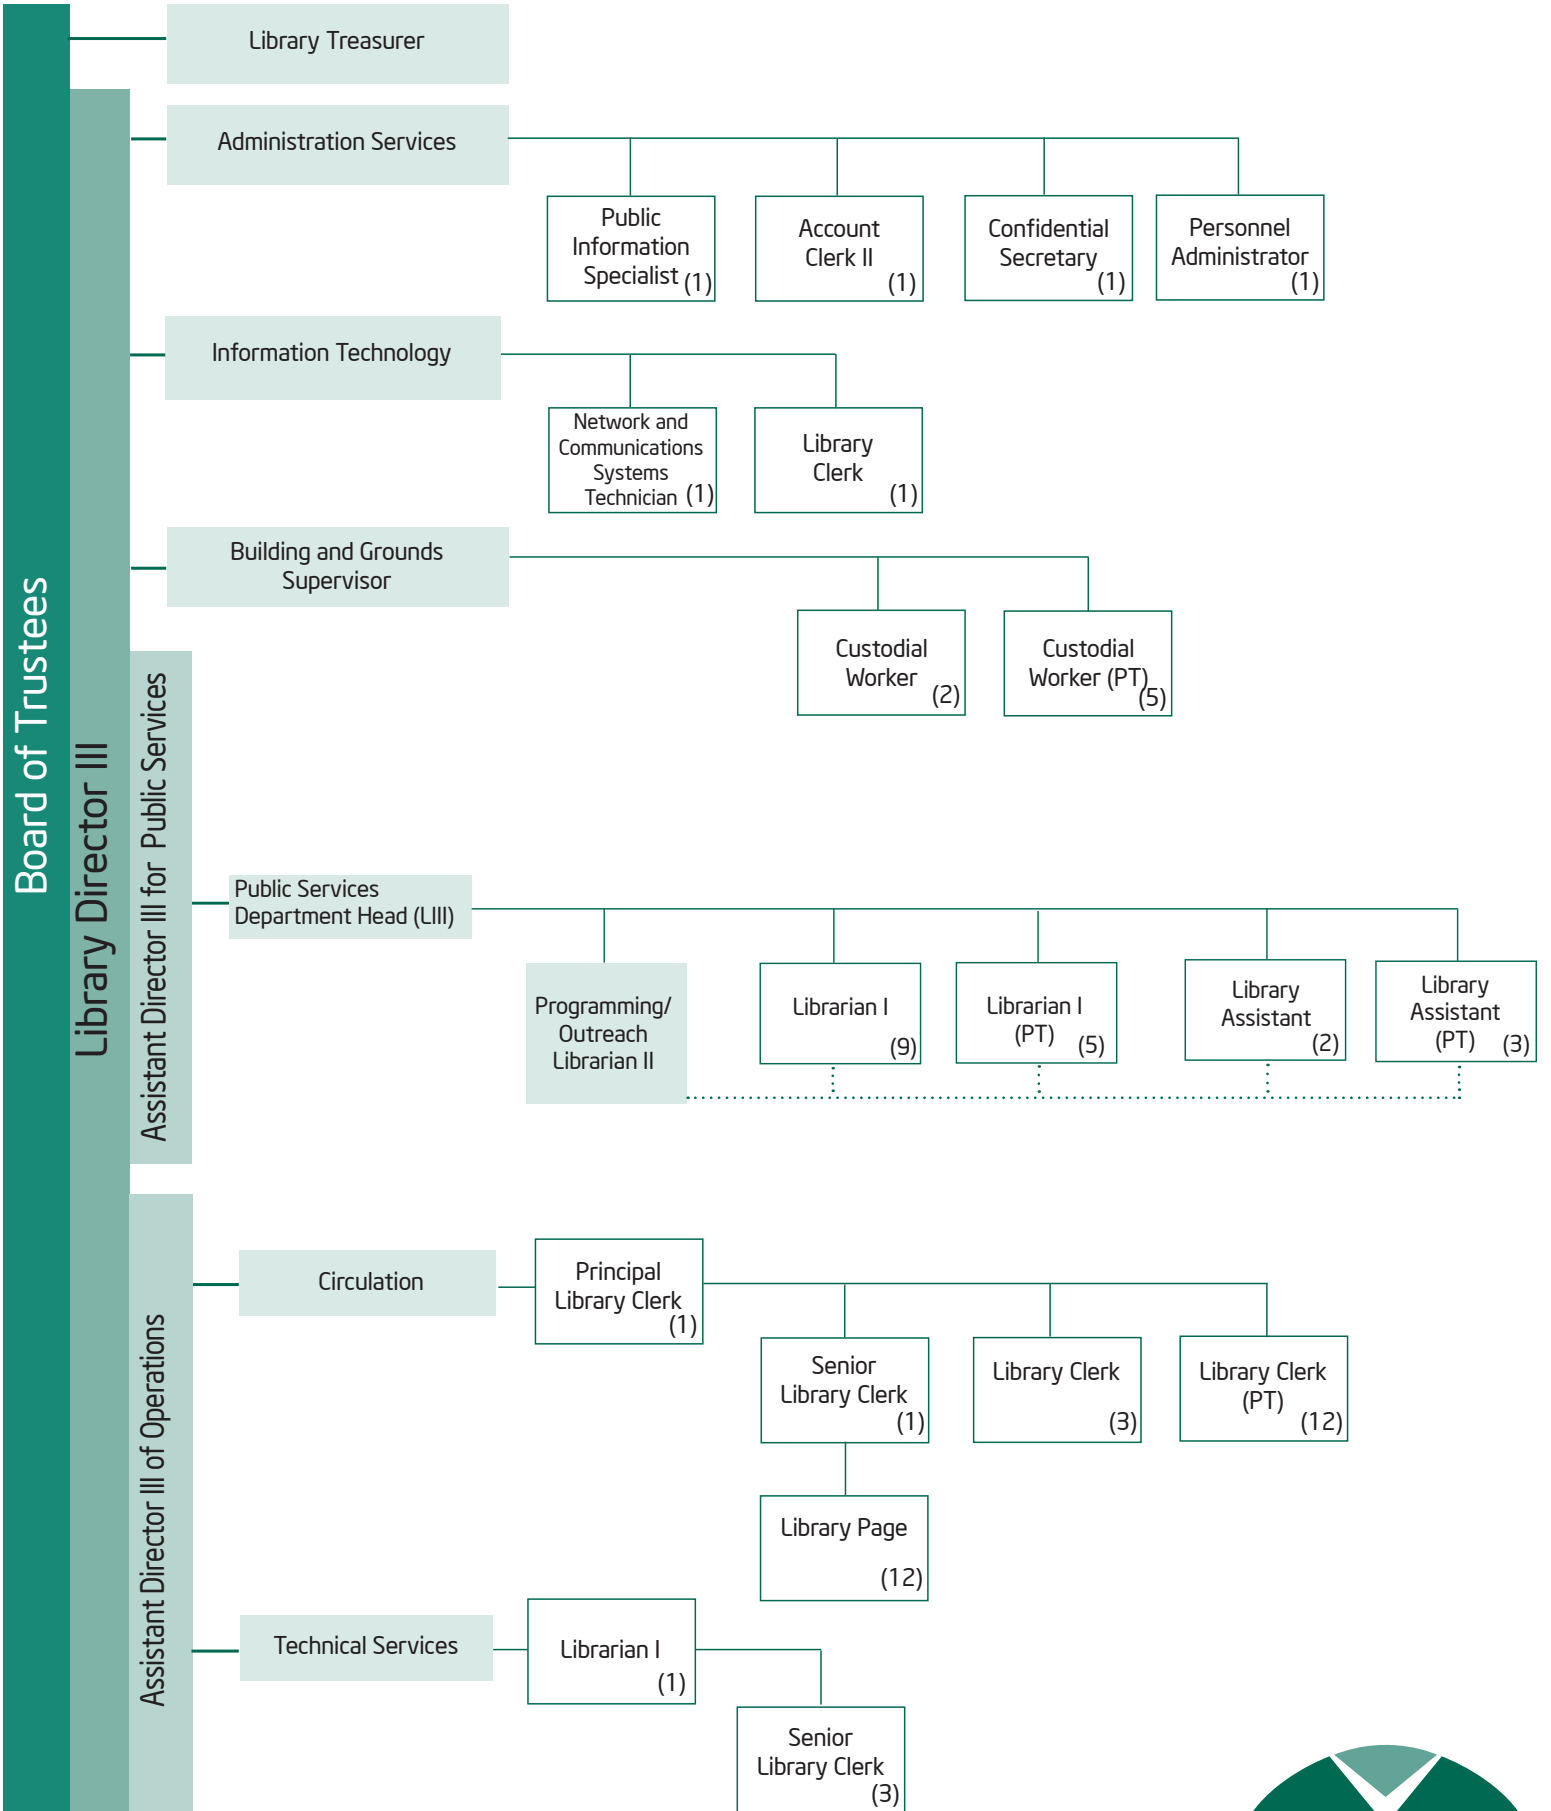 Board of Trustees
Library Director III
Library Treasurer
Administration Services
Public
Information
Specialist (1)
Account
Clerk II
(1)
Confidential
Secretary
(1)
Personnel
Administrator
(1)
Information Technology
Network and
Communications
Systems
Technician (1)
Library
Clerk
(1)
Building and Grounds
Supervisor
Custodial
Worker
(2)
Custodial
Worker (PT)
(5)
Assistant Director III for Public Services
Public Services
Department Head (LIII)
Programming/
Outreach
Librarian II
Librarian I
(9)
Librarian I
(PT) (5)
Library
Assistant
(2)
Library
Assistant
(PT) (3)
Assistant Director III of Operations
Circulation
Principal
Library Clerk
(1)
Senior
Library Clerk
(1)
Library Clerk
(3)
Library Clerk
(PT)
(12)
Library Page
(12)
Technical Services
Librarian I
(1)
Senior
Library Clerk
(3)